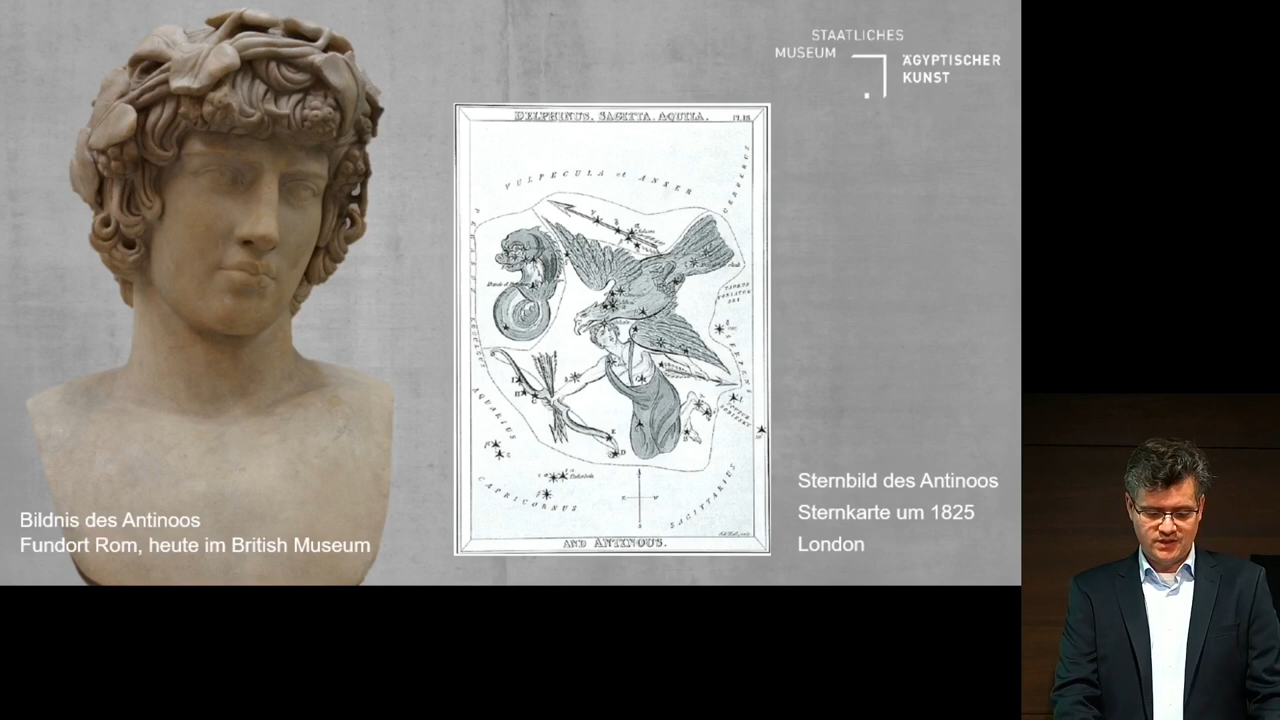 STAATLICHES
MUSEUM
ÄGYPTISCHER
KUNST
DELPHINUS. SAGITTA. AQUILA.
VULPECULA et ANSER
CERBERUS
AQUARIUS
CAPRICORNUS
SAGITTARIUS
AND ANTINOUS.
Bildnis des Antinoos
Fundort Rom, heute im British Museum
Sternbild des Antinoos
Sternkarte um 1825
London